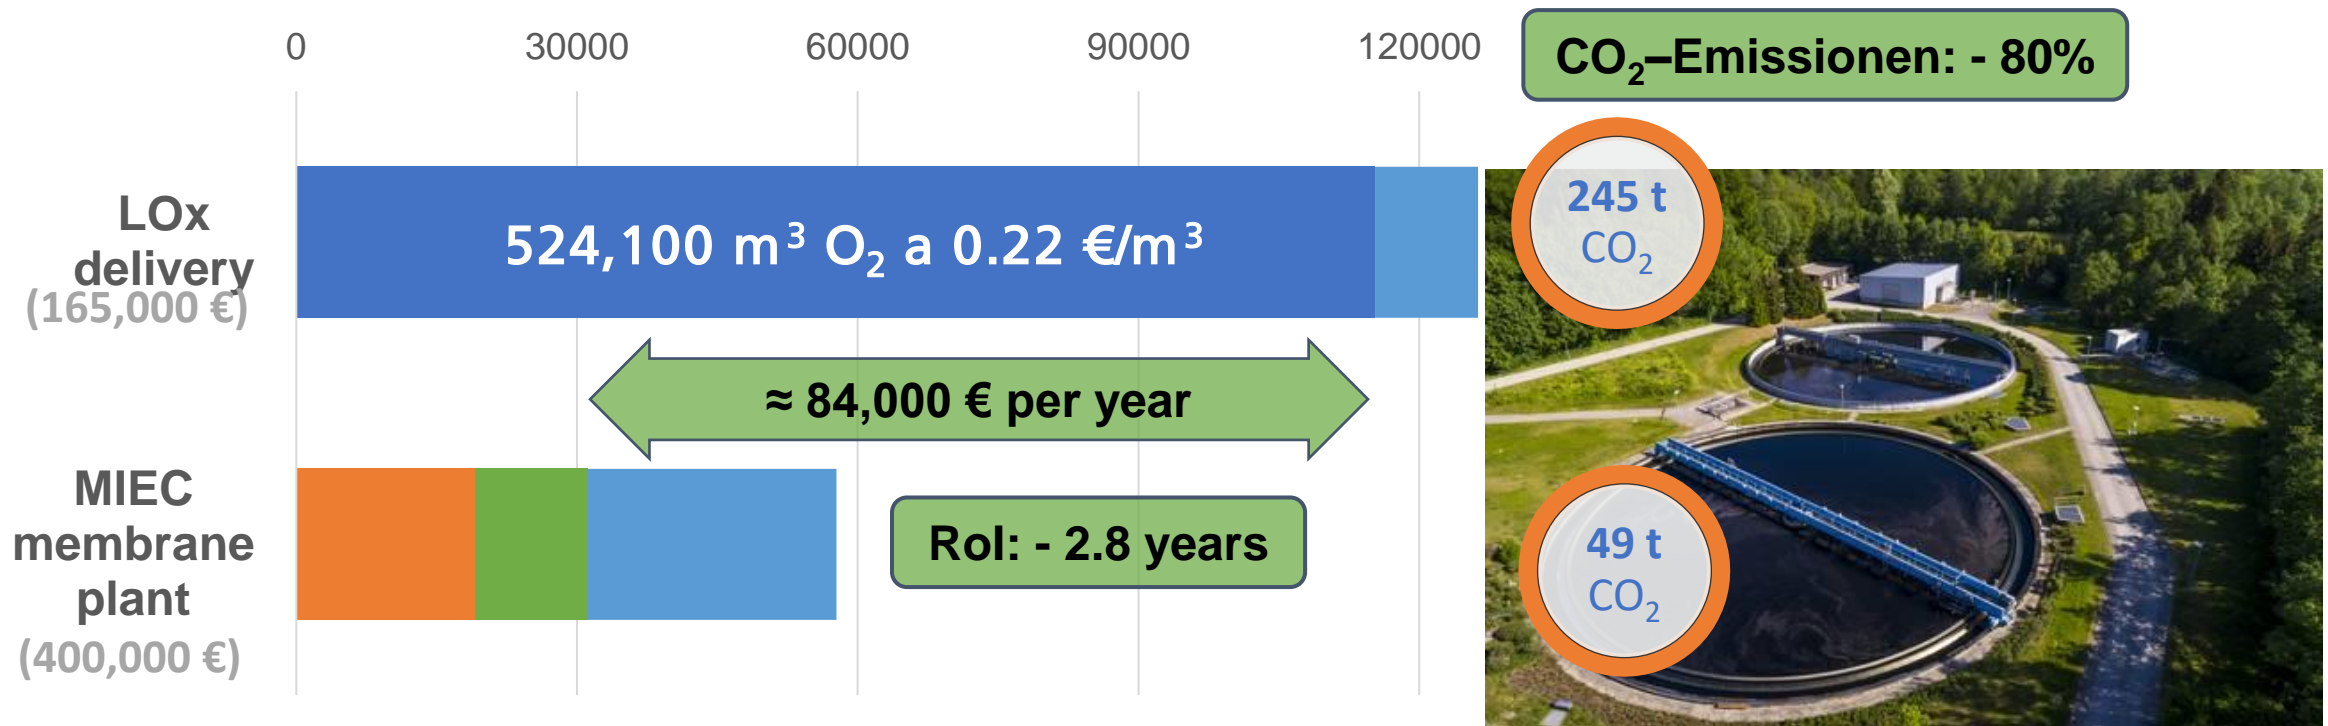 0 30000 60000 90000 120000
CO₂–Emissionen: - 80%
LOx
delivery
(165,000 €)
524,100 m³ O₂ a 0.22 €/m³
245 t
CO₂
≈ 84,000 € per year
MIEC
membrane
plant
(400,000 €)
RoI: - 2.8 years
49 t
CO₂